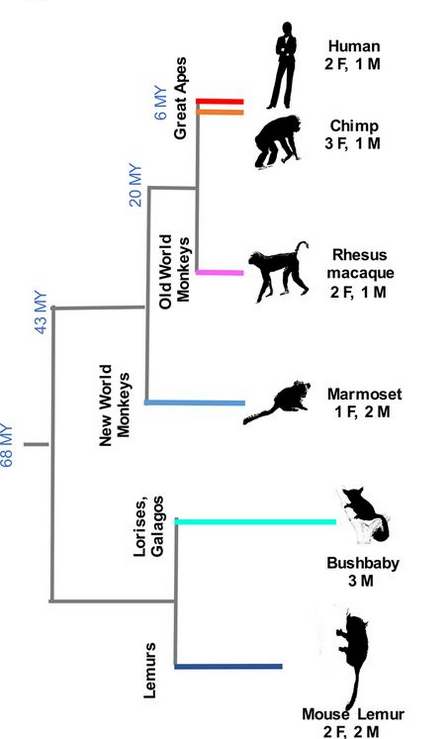 Human
2 F, 1 M
6 MY
Great Apes
Chimp
3 F, 1 M
20 MY
Old World
Monkeys
Rhesus
macaque
2 F, 1 M
43 MY
New World
Monkeys
Marmoset
1 F, 2 M
68 MY
Lorises,
Galagos
Bushbaby
3 M
Lemurs
Mouse Lemur
2 F, 2 M